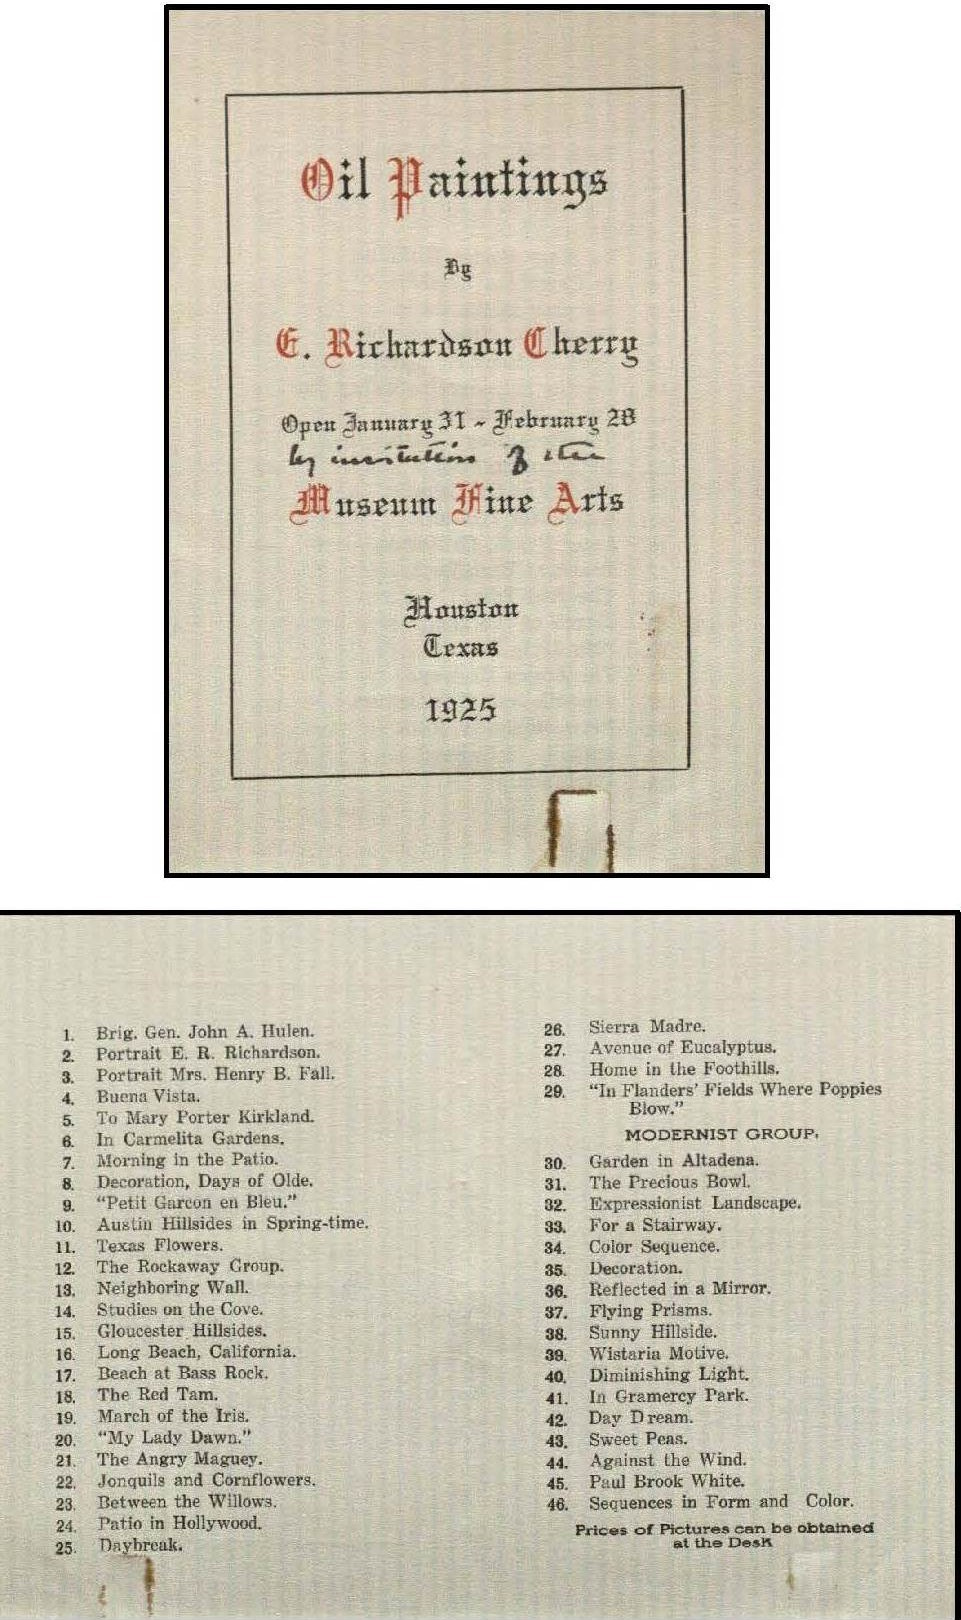 Oil Paintings
By
E. Richardson Cherry
Open January 31 ~ February 28
by invitation of the
Museum Fine Arts
Houston
Texas
1925
1. Brig. Gen. John A. Hulen.
2. Portrait E. R. Richardson.
3. Portrait Mrs. Henry B. Fall.
4. Buena Vista.
5. To Mary Porter Kirkland.
6. In Carmelita Gardens.
7. Morning in the Patio.
8. Decoration, Days of Olde.
9. "Petit Garcon en Bleu."
10. Austin Hillsides in Spring-time.
11. Texas Flowers.
12. The Rockaway Group.
13. Neighboring Wall.
14. Studies on the Cove.
15. Gloucester Hillsides.
16. Long Beach, California.
17. Beach at Bass Rock.
18. The Red Tam.
19. March of the Iris.
20. "My Lady Dawn."
21. The Angry Maguey.
22. Jonquils and Cornflowers.
23. Between the Willows.
24. Patio in Hollywood.
25. Daybreak.
26. Sierra Madre.
27. Avenue of Eucalyptus.
28. Home in the Foothills.
29. "In Flanders' Fields Where Poppies
Blow."
MODERNIST GROUP.
30. Garden in Altadena.
31. The Precious Bowl.
32. Expressionist Landscape.
33. For a Stairway.
34. Color Sequence.
35. Decoration.
36. Reflected in a Mirror.
37. Flying Prisms.
38. Sunny Hillside.
39. Wistaria Motive.
40. Diminishing Light.
41. In Gramercy Park.
42. Day Dream.
43. Sweet Peas.
44. Against the Wind.
45. Paul Brook White.
46. Sequences in Form and Color.
Prices of Pictures can be obtained
at the Desk